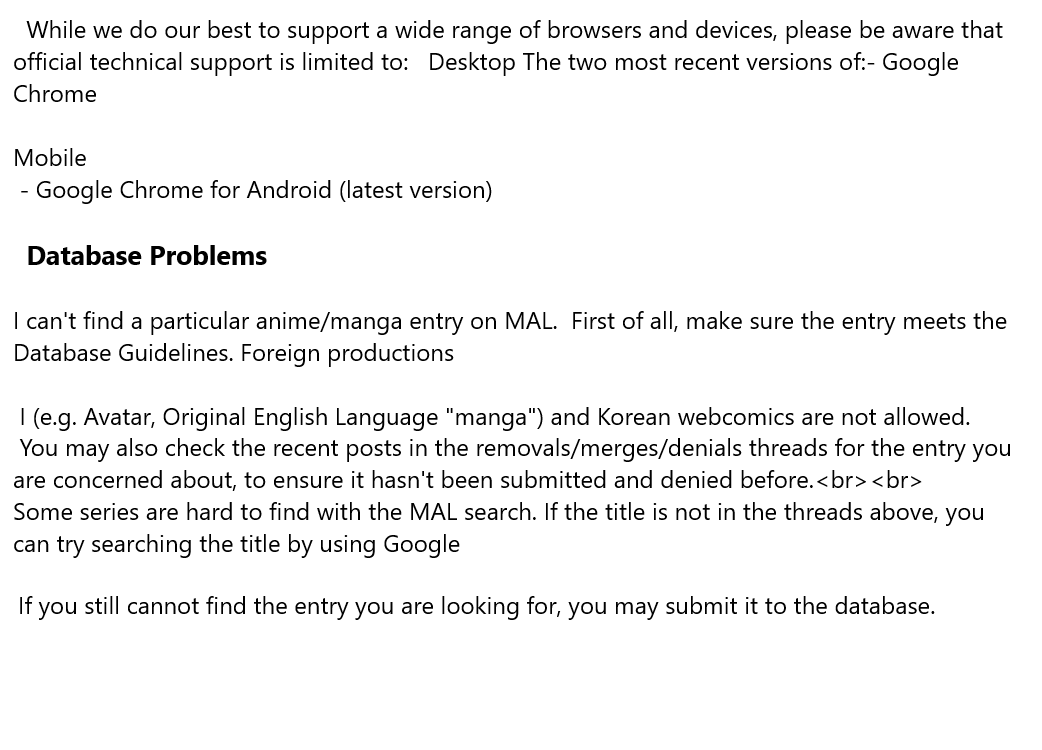 While we do our best to support a wide range of browsers and devices, please be aware that
official technical support is limited to:   Desktop The two most recent versions of:- Google
Chrome
Mobile
- Google Chrome for Android (latest version)
Database Problems
I can't find a particular anime/manga entry on MAL.  First of all, make sure the entry meets the
Database Guidelines. Foreign productions
I (e.g. Avatar, Original English Language "manga") and Korean webcomics are not allowed.
You may also check the recent posts in the removals/merges/denials threads for the entry you
are concerned about, to ensure it hasn't been submitted and denied before.<br><br>
Some series are hard to find with the MAL search. If the title is not in the threads above, you
can try searching the title by using Google
If you still cannot find the entry you are looking for, you may submit it to the database.